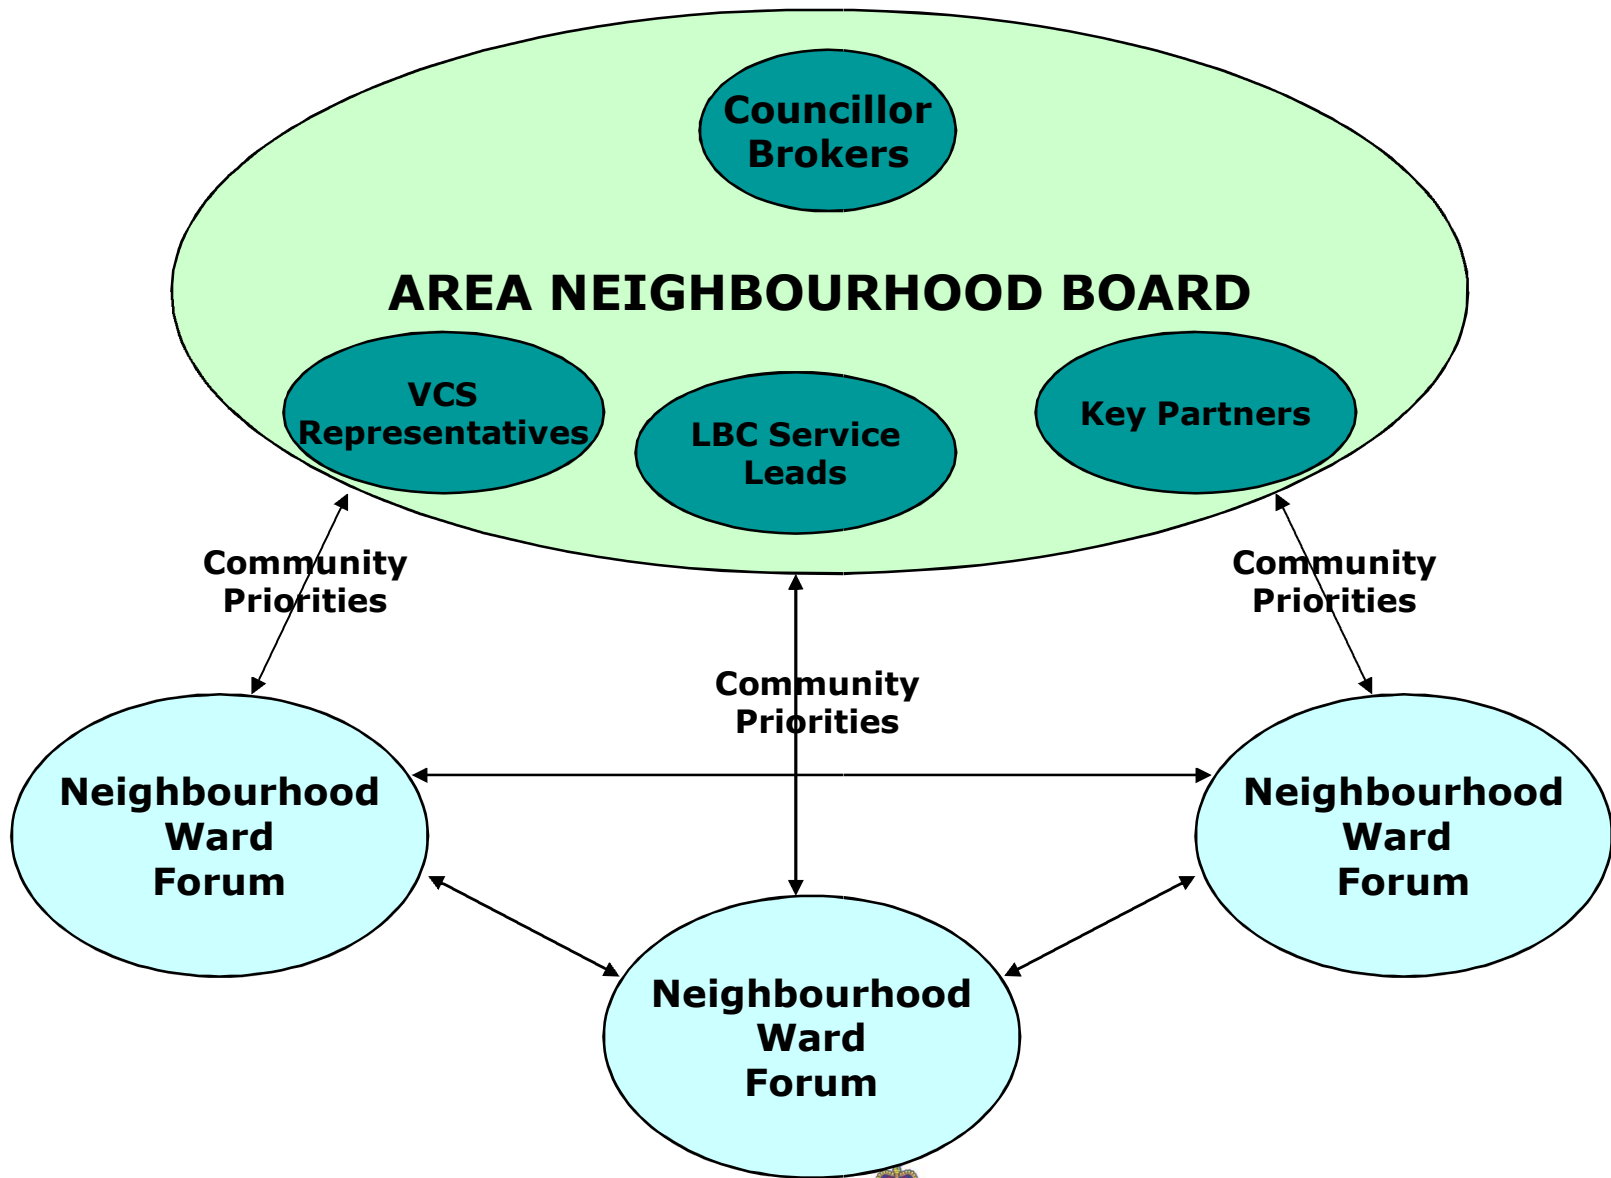 Councillor
Brokers
AREA NEIGHBOURHOOD BOARD
VCS
Representatives
LBC Service
Leads
Key Partners
Community
Priorities
Community
Priorities
Community
Priorities
Neighbourhood
Ward
Forum
Neighbourhood
Ward
Forum
Neighbourhood
Ward
Forum